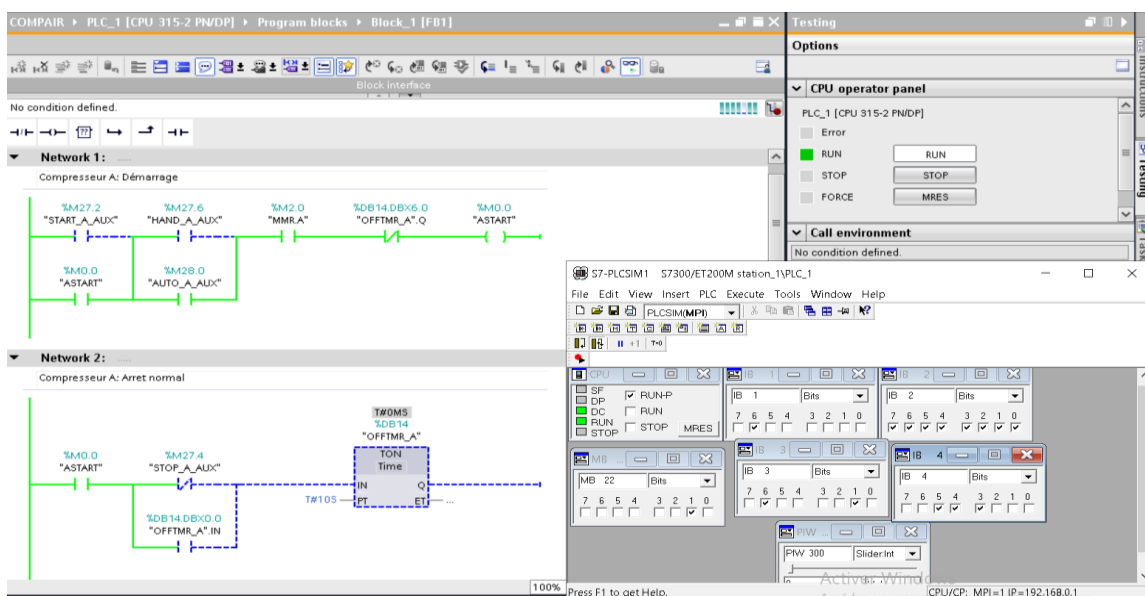 COMPAIR ▸ PLC_1 [CPU 315-2 PN/DP] ▸ Program blocks ▸ Block_1 [FB1]
Block interface
No condition defined.
Network 1: .....
Compresseur A: Démarrage
%M27.2
"START_A_AUX"
%M27.6
"HAND_A_AUX"
%M2.0
"MMR.A"
%DB14.DBX6.0
"OFFTMR_A".Q
%M0.0
"ASTART"
%M0.0
"ASTART"
%M28.0
"AUTO_A_AUX"
Network 2: .....
Compresseur A: Arret normal
T#0MS
%DB14
"OFFTMR_A"
TON
Time
%M0.0
"ASTART"
%M27.4
"STOP_A_AUX"
IN
Q
T#10S
PT
ET
...
%DB14.DBX0.0
"OFFTMR_A".IN
100%
Testing
Options
CPU operator panel
PLC_1 [CPU 315-2 PN/DP]
Error
RUN
RUN
STOP
STOP
FORCE
MRES
Call environment
No condition defined.
Instructions
Testing
Task
S7-PLCSIM1 S7300/ET200M station_1\PLC_1
File Edit View Insert PLC Execute Tools Window Help
PLCSIM(MPI)
+1 T=0
CPU
SF
DP
DC
RUN
STOP
RUN-P
RUN
STOP
MRES
IB 1
IB 1 Bits
7 6 5 4 3 2 1 0
IB 2
IB 2 Bits
7 6 5 4 3 2 1 0
MB ...
MB 22 Bits
7 6 5 4 3 2 1 0
IB 3
IB 3 Bits
7 6 5 4 3 2 1 0
IB 4
IB 4 Bits
7 6 5 4 3 2 1 0
PIW ...
PIW 300 Slider:Int
Press F1 to get Help.
CPU/CP: MPI=1 IP=192.168.0.1